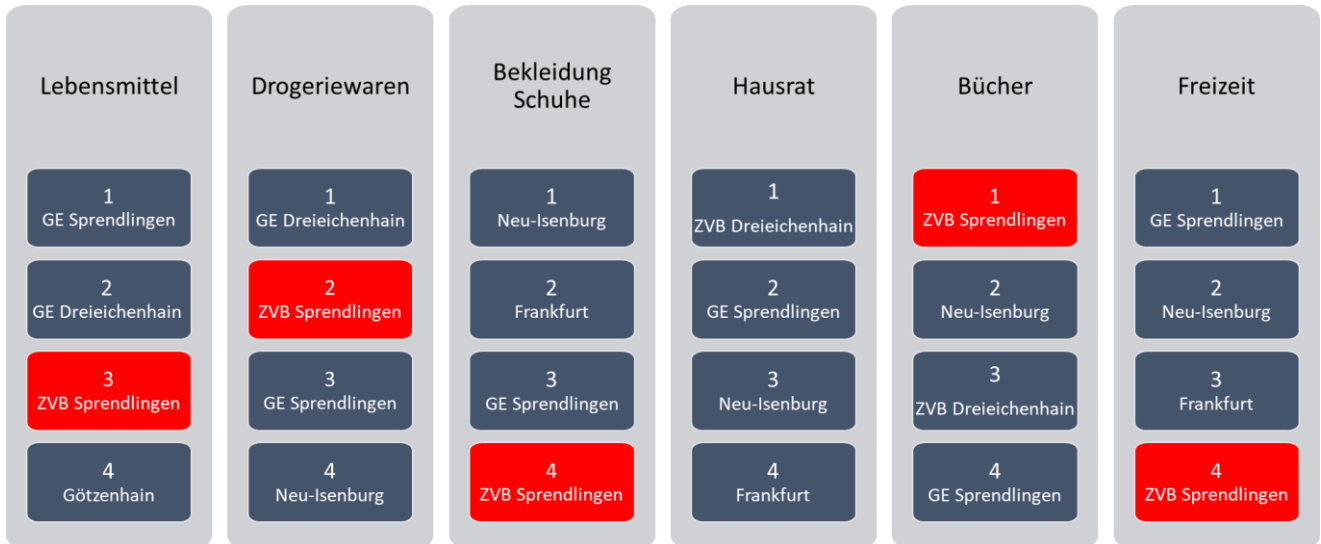 Lebensmittel
1
GE Sprendlingen
2
GE Dreieichenhain
3
ZVB Sprendlingen
4
Götzenhain
Drogeriewaren
1
GE Dreieichenhain
2
ZVB Sprendlingen
3
GE Sprendlingen
4
Neu-Isenburg
Bekleidung
Schuhe
1
Neu-Isenburg
2
Frankfurt
3
GE Sprendlingen
4
ZVB Sprendlingen
Hausrat
1
ZVB Dreieichenhain
2
GE Sprendlingen
3
Neu-Isenburg
4
Frankfurt
Bücher
1
ZVB Sprendlingen
2
Neu-Isenburg
3
ZVB Dreieichenhain
4
GE Sprendlingen
Freizeit
1
GE Sprendlingen
2
Neu-Isenburg
3
Frankfurt
4
ZVB Sprendlingen